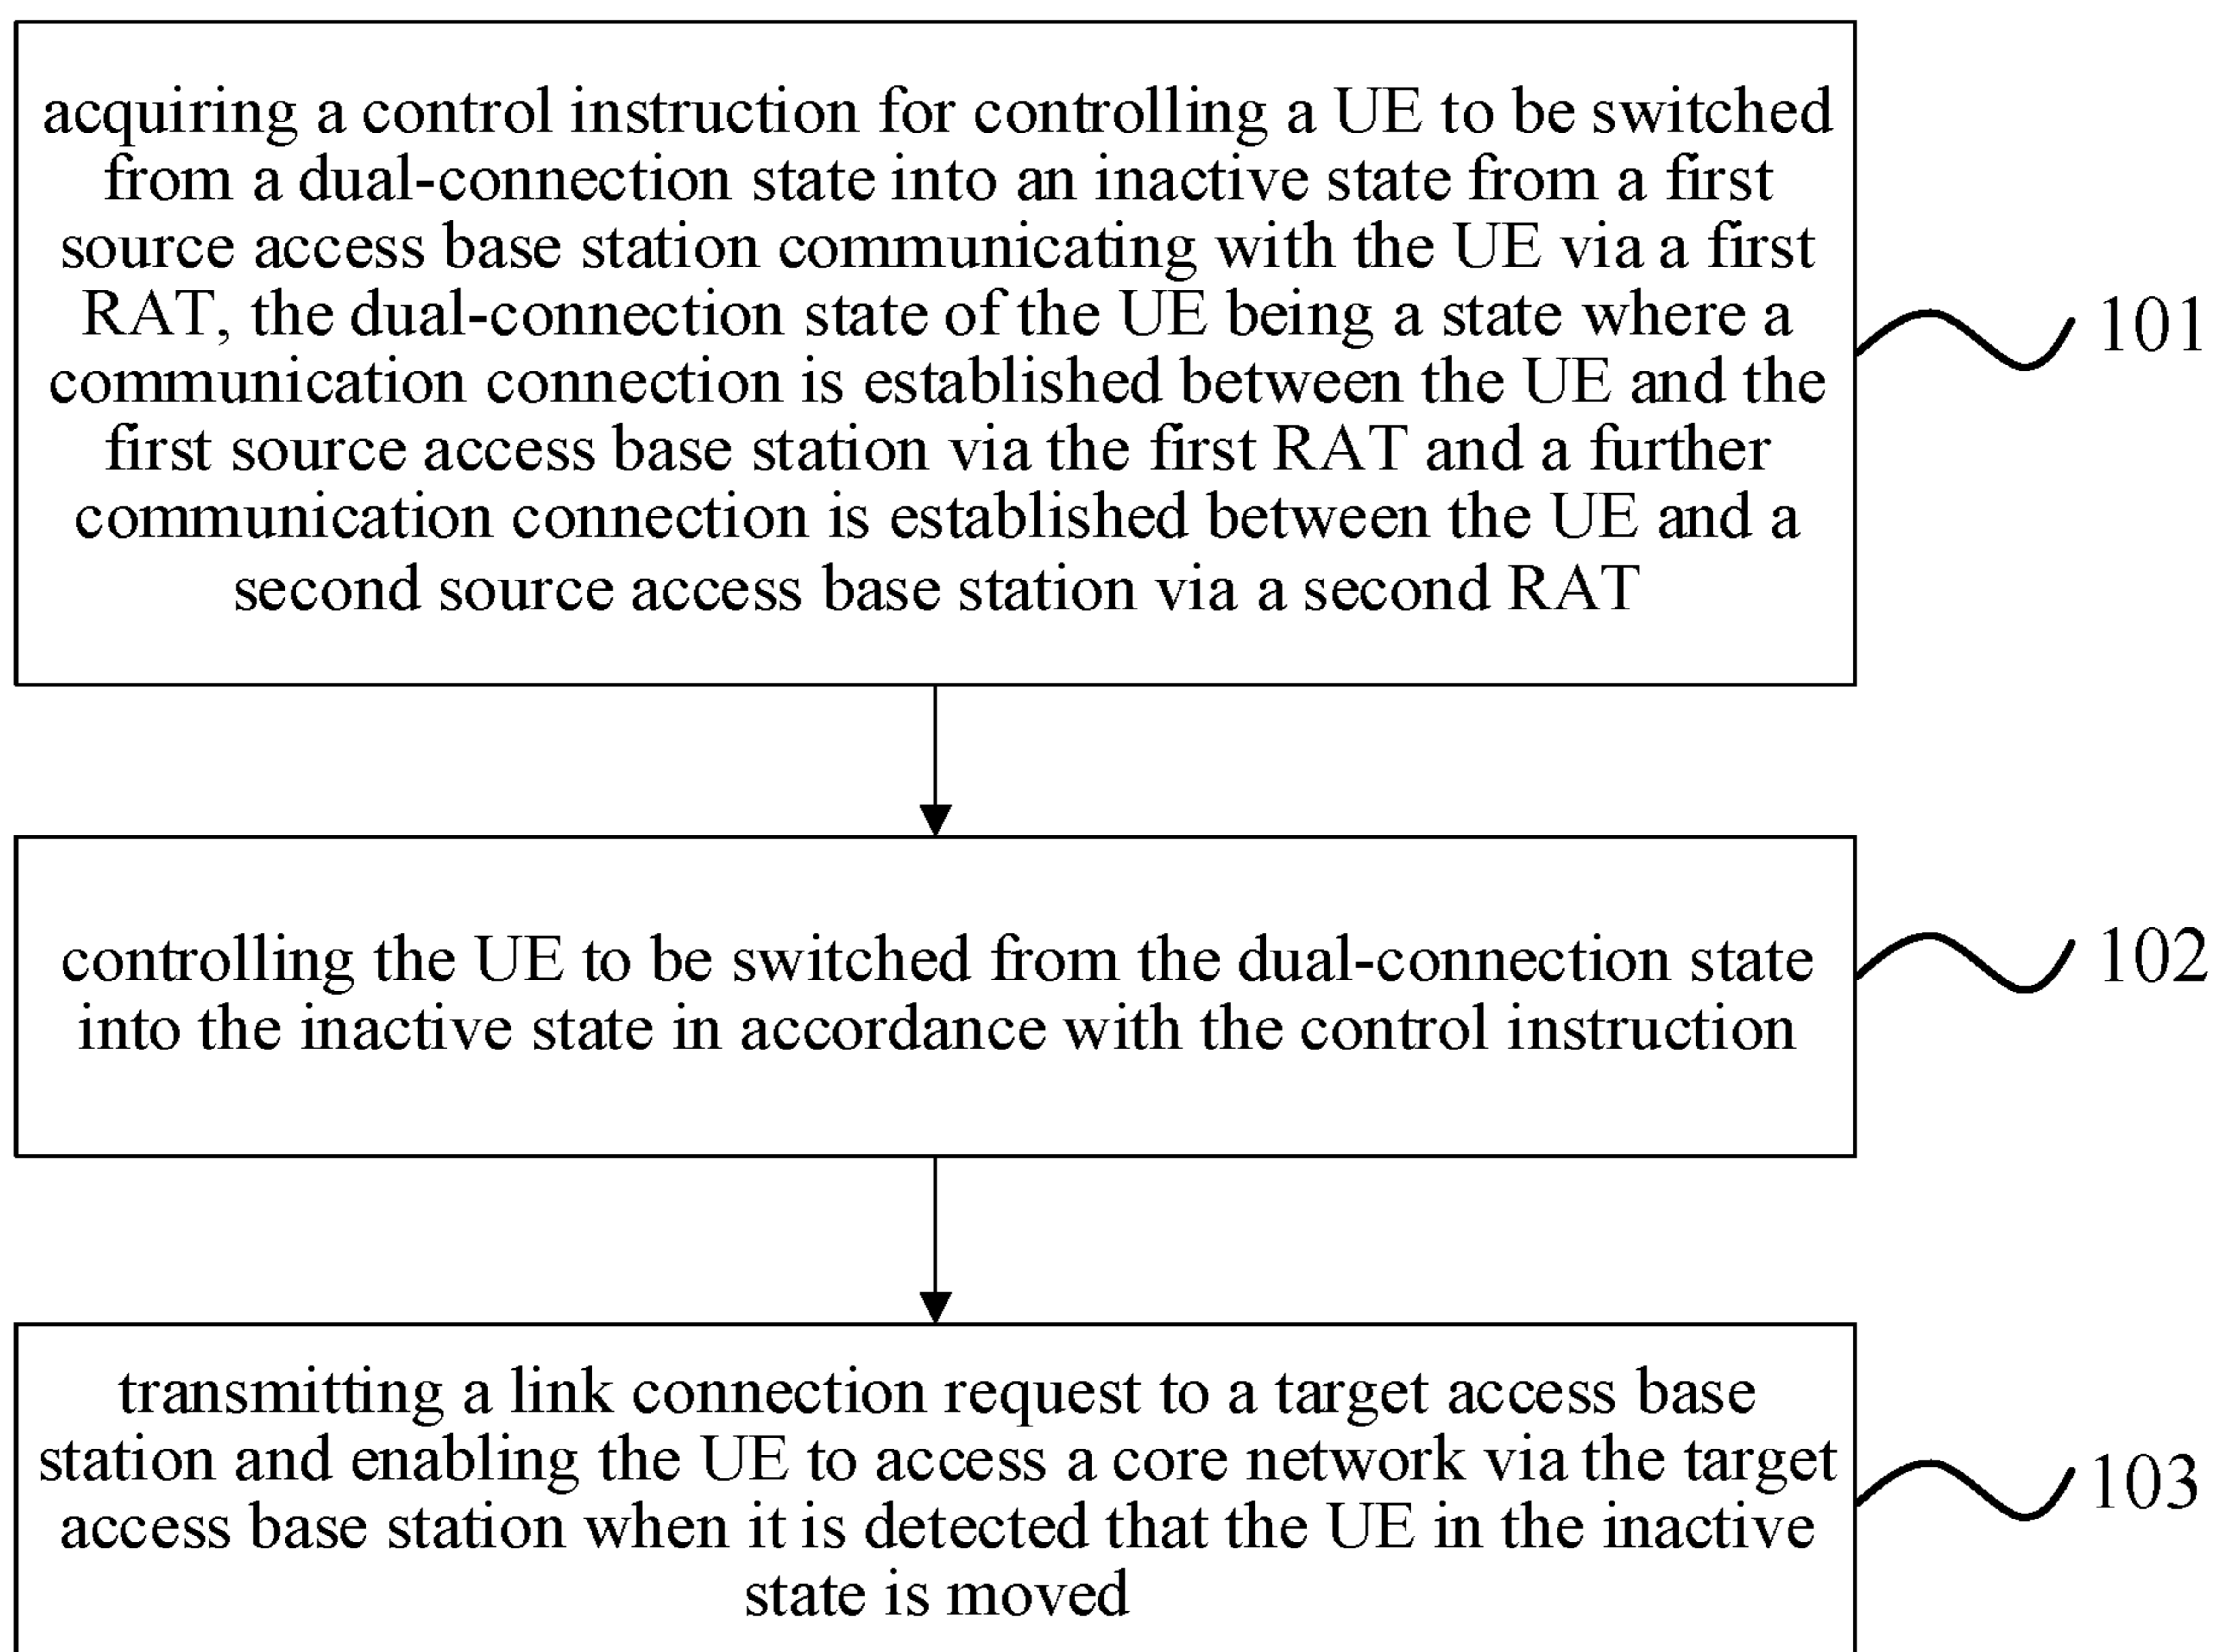 acquiring a control instruction for controlling a UE to be switched
from a dual-connection state into an inactive state from a first
source access base station communicating with the UE via a first
RAT, the dual-connection state of the UE being a state where a
communication connection is established between the UE and the
first source access base station via the first RAT and a further
communication connection is established between the UE and a
second source access base station via a second RAT
101
controlling the UE to be switched from the dual-connection state
into the inactive state in accordance with the control instruction
102
transmitting a link connection request to a target access base
station and enabling the UE to access a core network via the target
access base station when it is detected that the UE in the inactive
state is moved
103